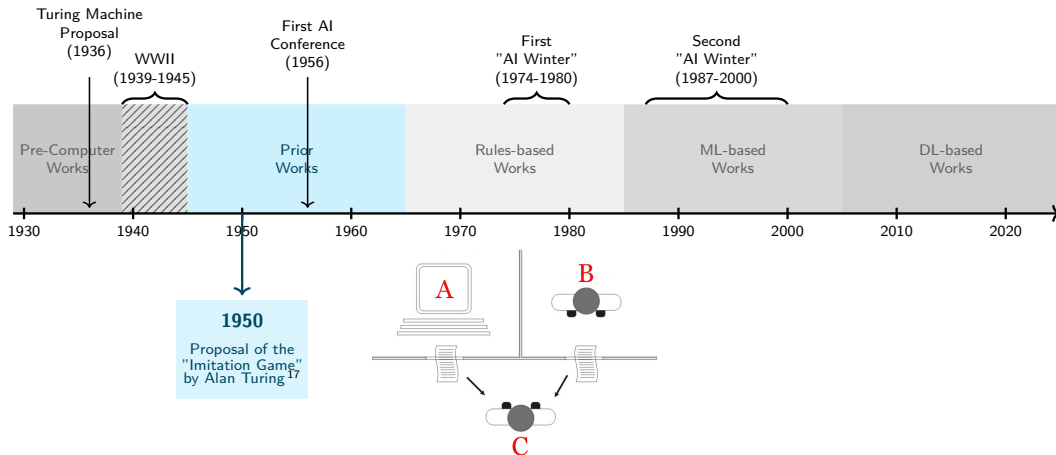 Turing Machine
Proposal
(1936)
WWII
(1939-1945)
First AI
Conference
(1956)
First
"AI Winter"
(1974-1980)
Second
"AI Winter"
(1987-2000)
Pre-Computer
Works
Prior
Works
Rules-based
Works
ML-based
Works
DL-based
Works
1930
1940
1950
1960
1970
1980
1990
2000
2010
2020
1950
Proposal of the
"Imitation Game"
by Alan Turing17
A
B
C